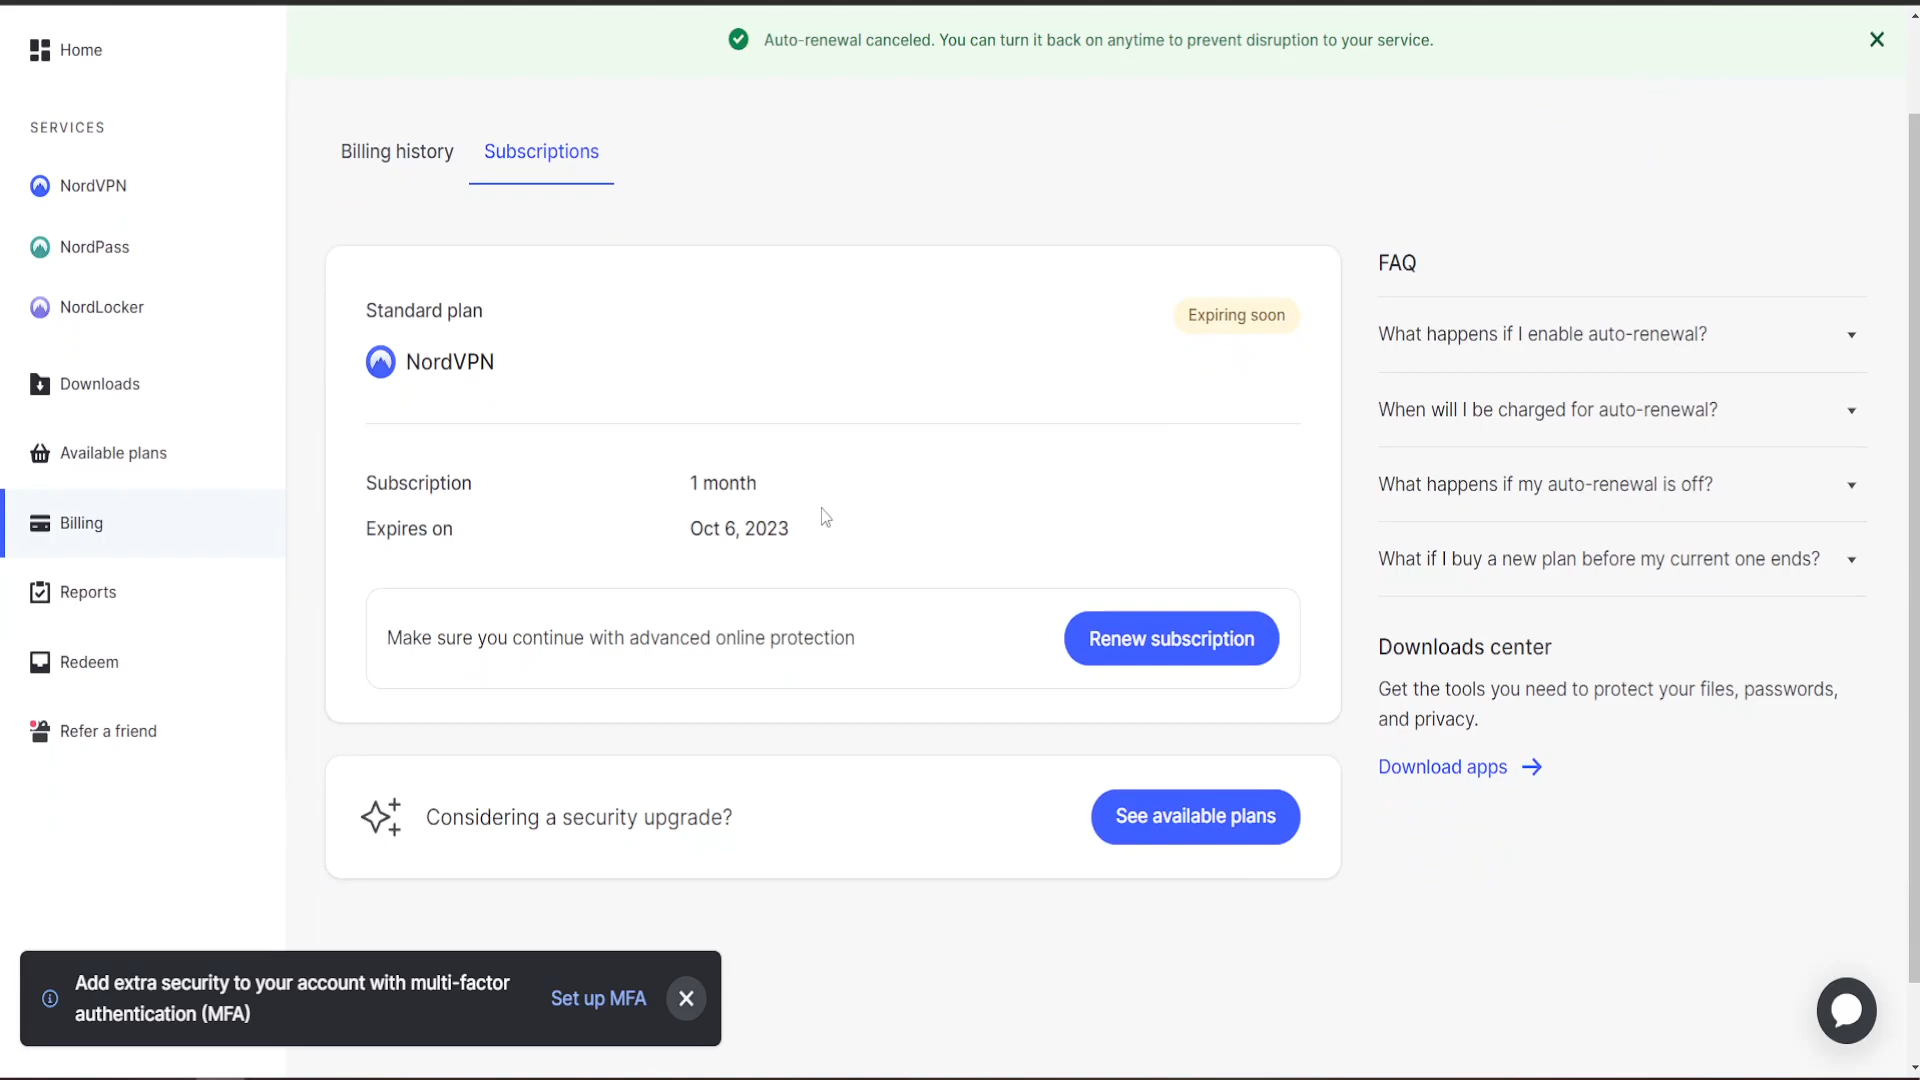 Home
SERVICES
NordVPN
NordPass
NordLocker
Downloads
Available plans
Billing
Reports
Redeem
Refer a friend
Auto-renewal canceled. You can turn it back on anytime to prevent disruption to your service.
Billing history
Subscriptions
Standard plan
Expiring soon
NordVPN
Subscription 1 month
Expires on Oct 6, 2023
Make sure you continue with advanced online protection
Renew subscription
Considering a security upgrade?
See available plans
FAQ
What happens if I enable auto-renewal?
When will I be charged for auto-renewal?
What happens if my auto-renewal is off?
What if I buy a new plan before my current one ends?
Downloads center
Get the tools you need to protect your files, passwords,
and privacy.
Download apps
Add extra security to your account with multi-factor
authentication (MFA)
Set up MFA